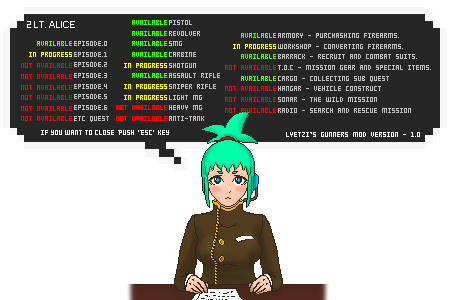 2LT. ALICE
AVAILABLE EPISODE.0
IN PROGRESS EPISODE.1
NOT AVAILABLE EPISODE.2
NOT AVAILABLE EPISODE.3
NOT AVAILABLE EPISODE.4
NOT AVAILABLE EPISODE.5
NOT AVAILABLE EPISODE.6
NOT AVAILABLE ETC QUEST
AVAILABLE PISTOL
AVAILABLE REVOLVER
AVAILABLE SMG
AVAILABLE CARBINE
IN PROGRESS SHOTGUN
AVAILABLE ASSAULT RIFLE
IN PROGRESS SNIPER RIFLE
IN PROGRESS LIGHT MG
NOT AVAILABLE HEAVY MG
NOT AVAILABLE ANTI-TANK
AVAILABLE ARMORY - PURCHASHING FIREARMS.
IN PROGRESS WORKSHOP - CONVERTING FIREARMS.
AVAILABLE BARRACK - RECRUIT AND COMBAT SUITS.
NOT AVAILABLE T.O.C - MISSION GEAR AND SPECIAL ITEMS.
AVAILABLE CARGO - COLLECTING SUB QUEST
NOT AVAILABLE HANGAR - VEHICLE CONSTRUCT
NOT AVAILABLE SONAR - THE WILD MISSION
NOT AVAILABLE RADIO - SEARCH AND RESCUE MISSION
IF YOU WANT TO CLOSE PUSH 'ESC' KEY
LYETZI'S GUNNERS MOD VERSION - 1.0